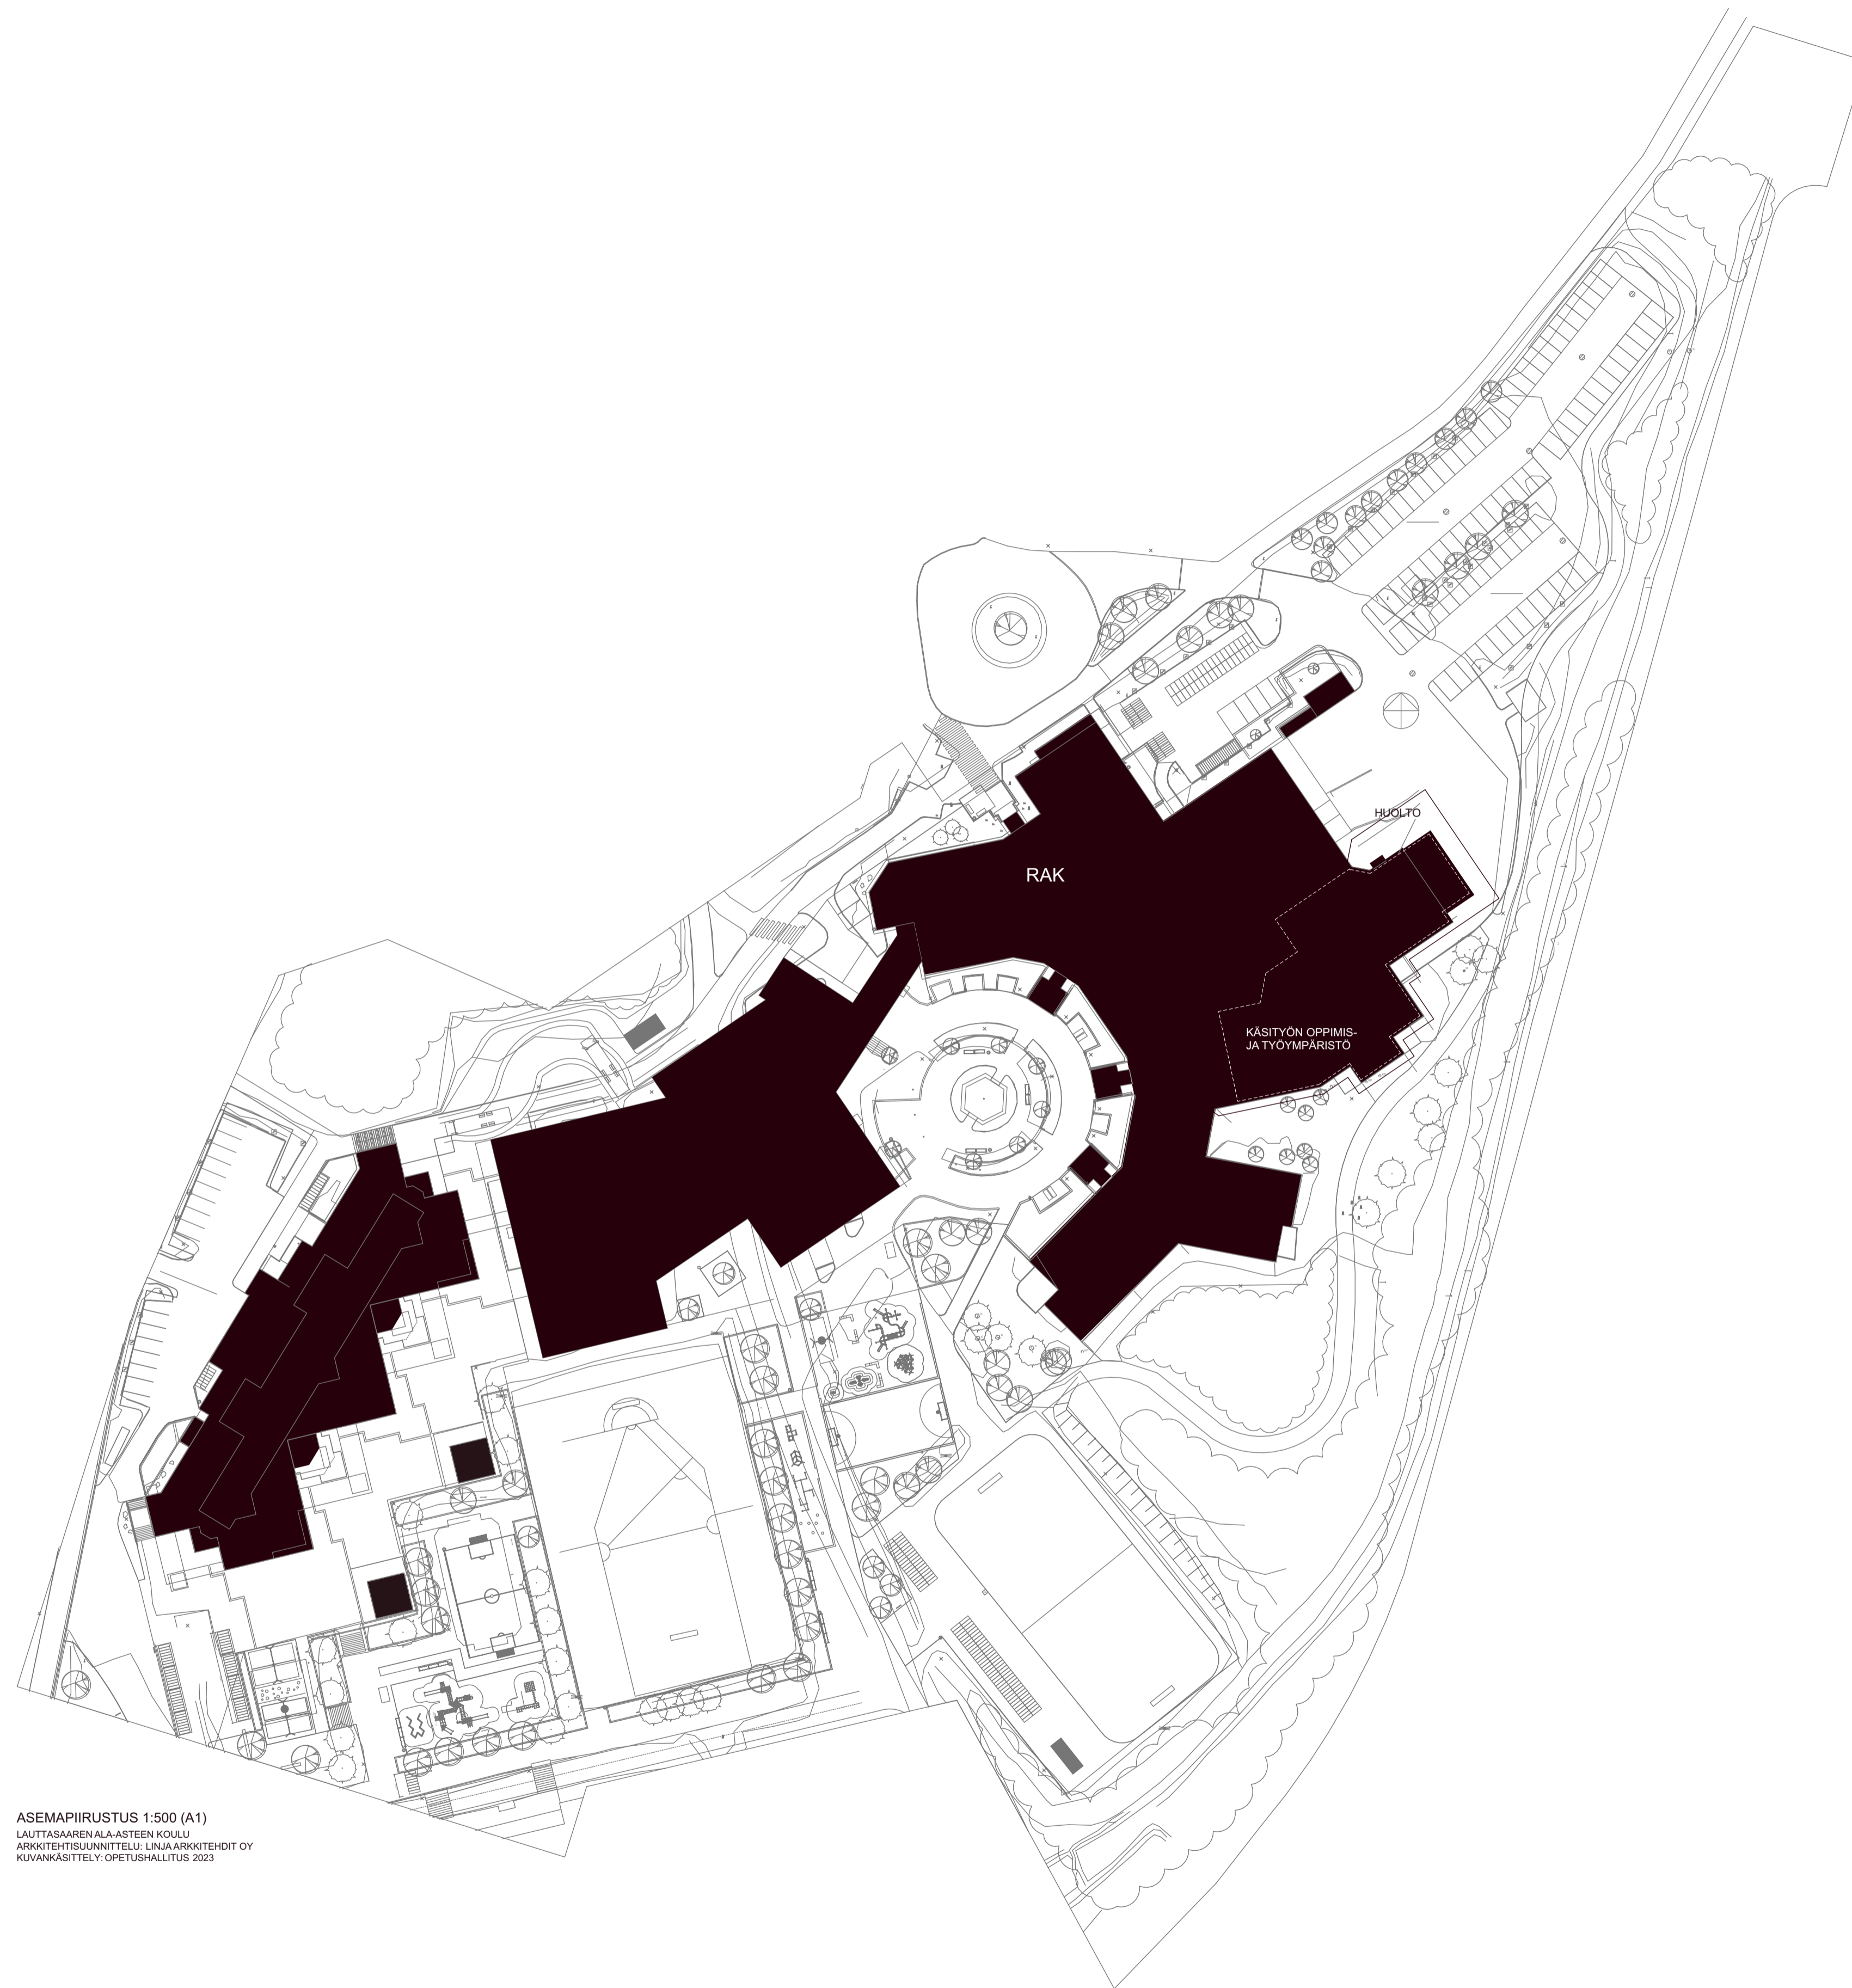 HUOLTO
RAK
KÄSITYÖN OPPIMIS-
JA TYÖYMPÄRISTÖ
ASEMAPIIRUSTUS 1:500 (A1)
LAUTTASAAREN ALA-ASTEEN KOULU
ARKKITEHTISUUNNITTELU: LINJA ARKKITEHDIT OY
KUVANKÄSITTELY: OPETUSHALLITUS 2023